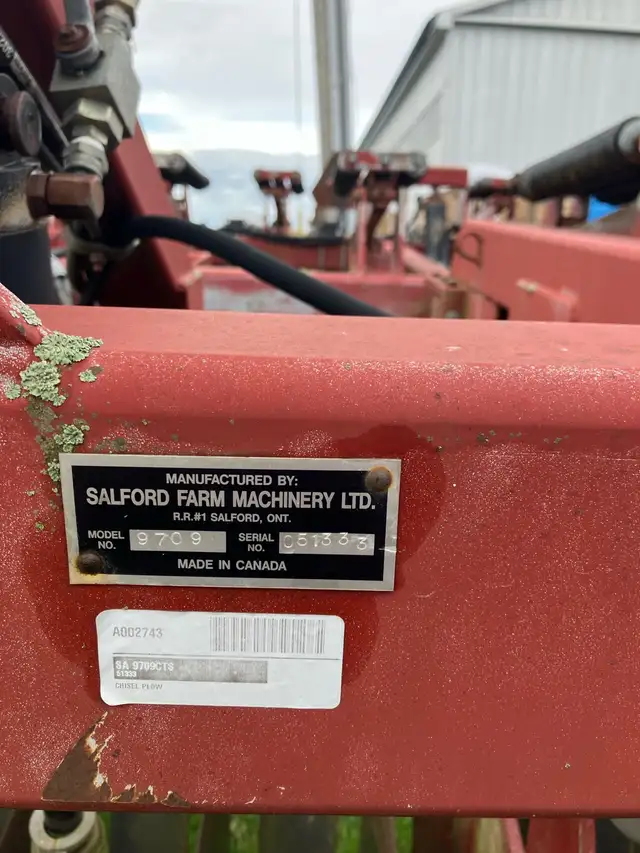 MANUFACTURED BY:
SALFORD FARM MACHINERY LTD.
R.R.#1 SALFORD, ONT.
MODEL NO. 9709 SERIAL NO. 051333
MADE IN CANADA
A002743
SA 9709CTS
51333
CHISEL PLOW